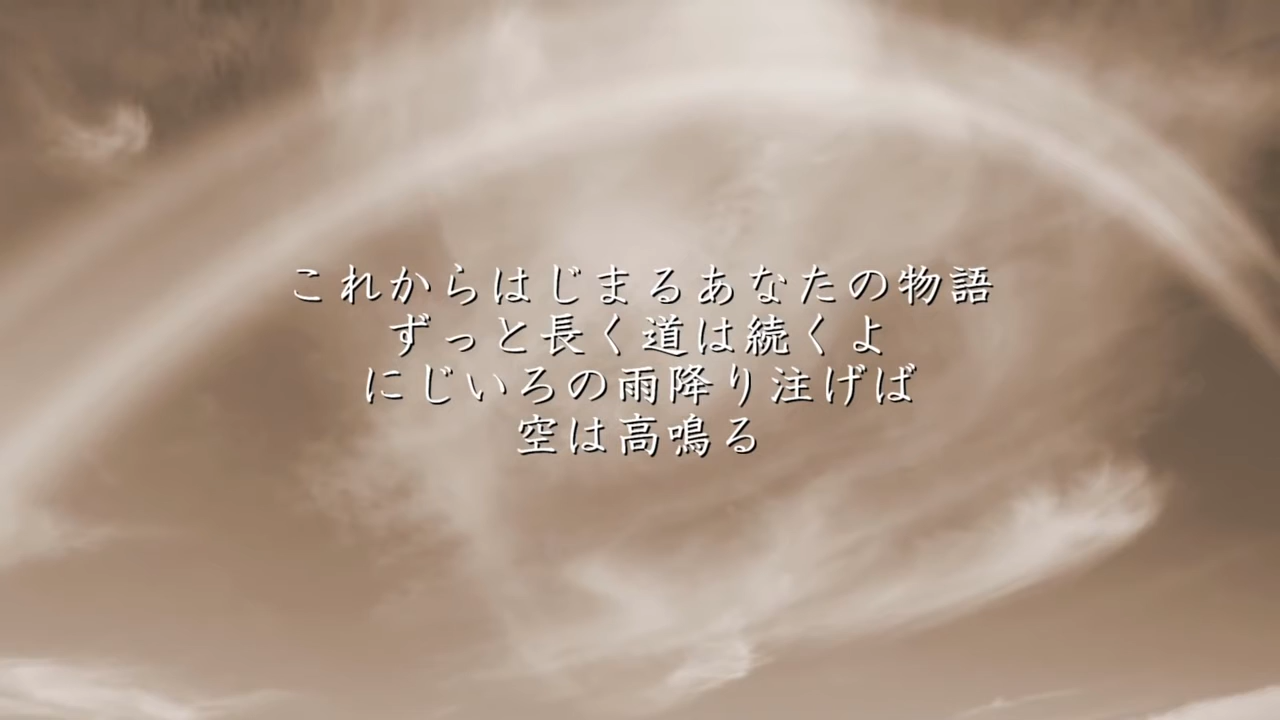 これからはじまるあなたの物語
ずっと長く道は続くよ
にじいろの雨降り注げば
空は高鳴る